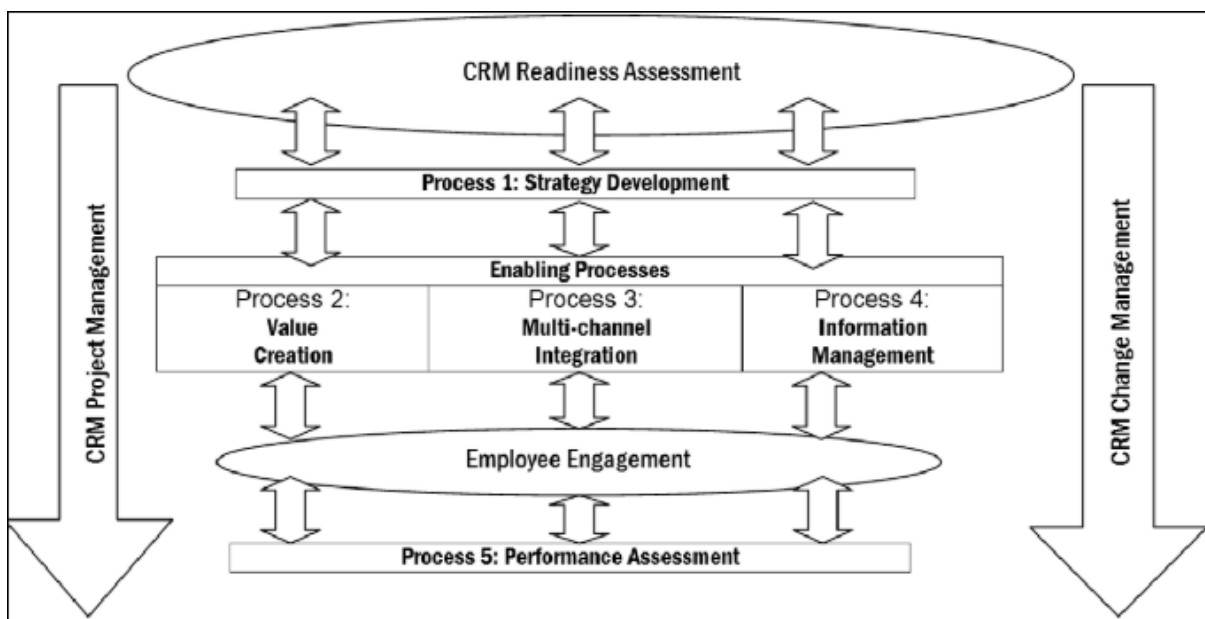 CRM Readiness Assessment
Process 1: Strategy Development
Enabling Processes
Process 2:
Value
Creation
Process 3:
Multi-channel
Integration
Process 4:
Information
Management
Employee Engagement
Process 5: Performance Assessment
CRM Project Management
CRM Change Management